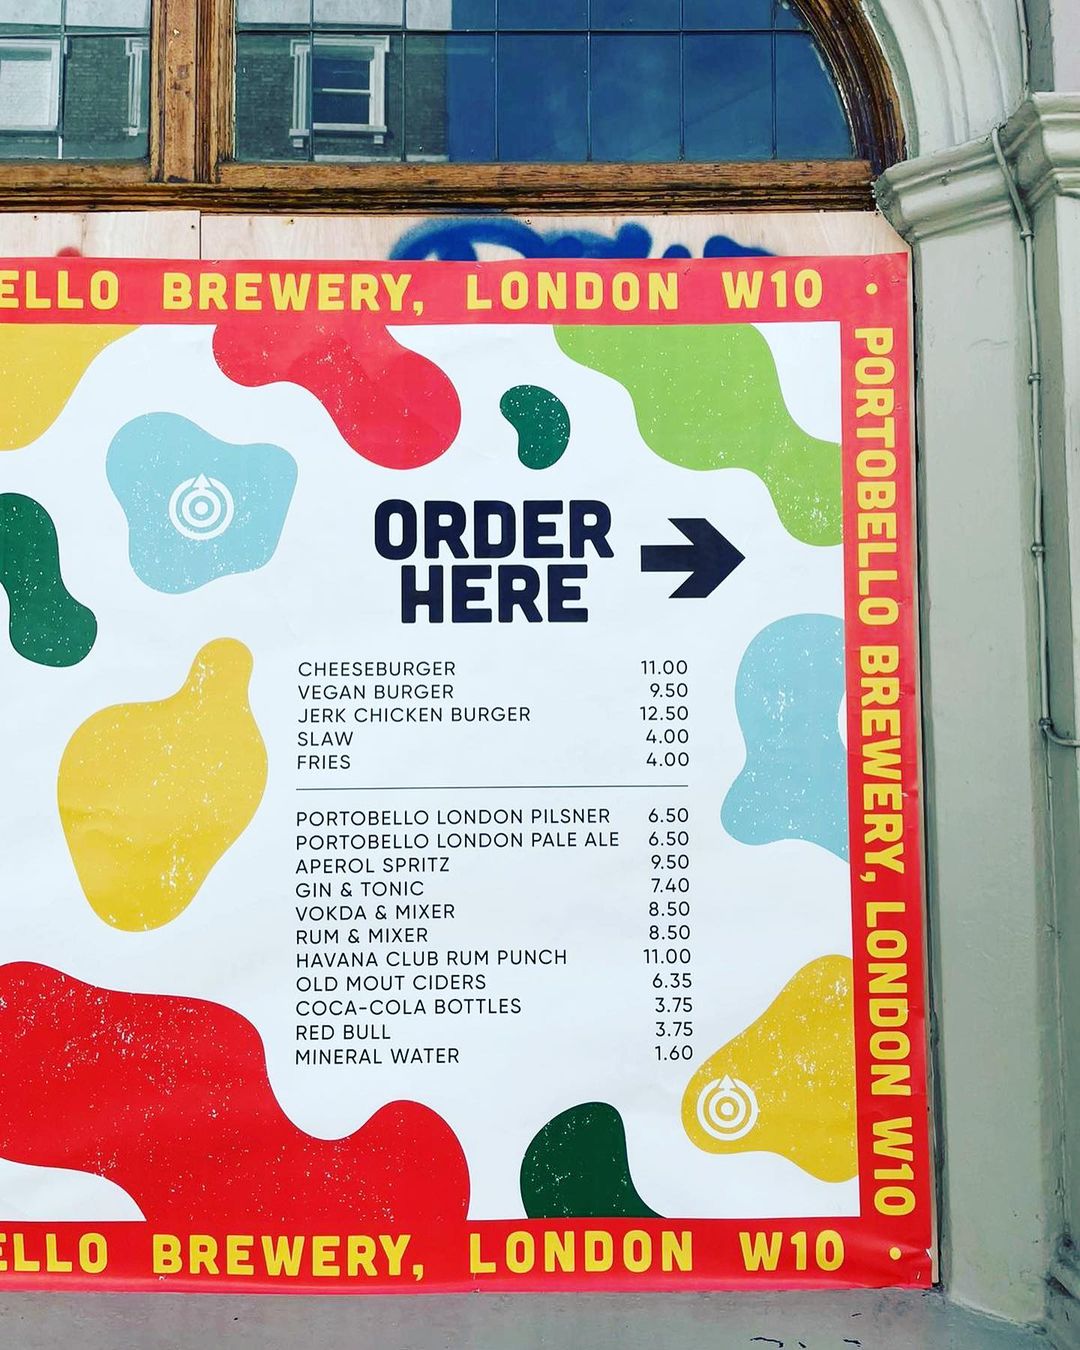 ELLO BREWERY, LONDON W10 •
PORTOBELLO BREWERY, LONDON W10
ORDER
HERE
CHEESEBURGER 11.00
VEGAN BURGER 9.50
JERK CHICKEN BURGER 12.50
SLAW 4.00
FRIES 4.00
PORTOBELLO LONDON PILSNER 6.50
PORTOBELLO LONDON PALE ALE 6.50
APEROL SPRITZ 9.50
GIN & TONIC 7.40
VOKDA & MIXER 8.50
RUM & MIXER 8.50
HAVANA CLUB RUM PUNCH 11.00
OLD MOUT CIDERS 6.35
COCA-COLA BOTTLES 3.75
RED BULL 3.75
MINERAL WATER 1.60
ELLO BREWERY, LONDON W10 •